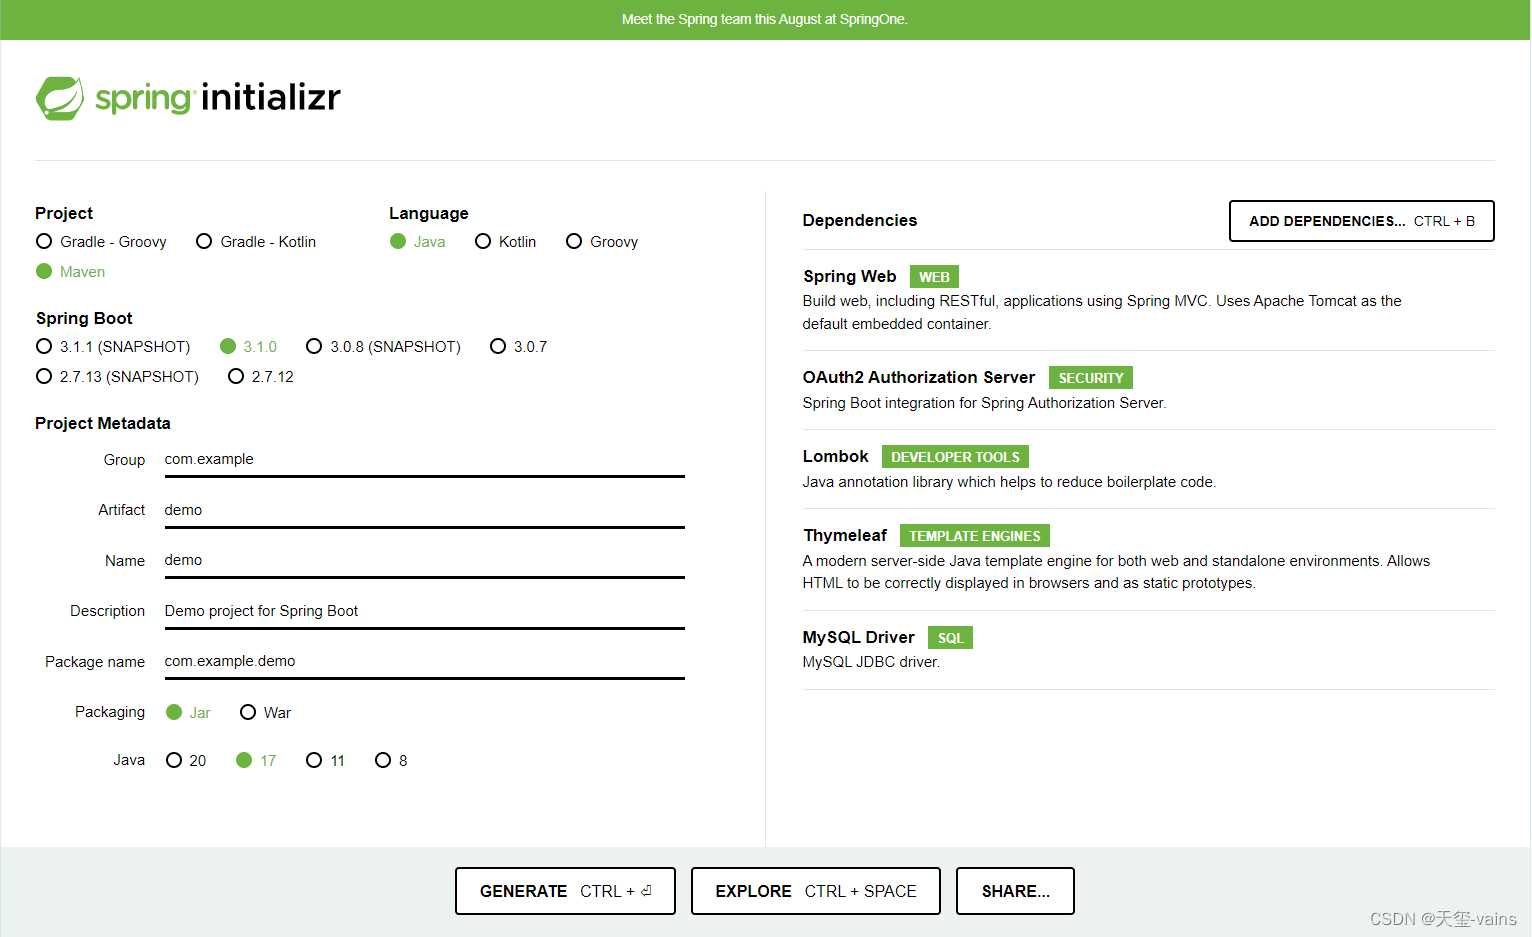 Meet the Spring team this August at SpringOne.
spring initializr
Project
Gradle - Groovy Gradle - Kotlin
Maven
Language
Java Kotlin Groovy
Spring Boot
3.1.1 (SNAPSHOT) 3.1.0 3.0.8 (SNAPSHOT) 3.0.7
2.7.13 (SNAPSHOT) 2.7.12
Project Metadata
Group com.example
Artifact demo
Name demo
Description Demo project for Spring Boot
Package name com.example.demo
Packaging Jar War
Java 20 17 11 8
Dependencies
ADD DEPENDENCIES... CTRL + B
Spring Web WEB
Build web, including RESTful, applications using Spring MVC. Uses Apache Tomcat as the
default embedded container.
OAuth2 Authorization Server SECURITY
Spring Boot integration for Spring Authorization Server.
Lombok DEVELOPER TOOLS
Java annotation library which helps to reduce boilerplate code.
Thymeleaf TEMPLATE ENGINES
A modern server-side Java template engine for both web and standalone environments. Allows
HTML to be correctly displayed in browsers and as static prototypes.
MySQL Driver SQL
MySQL JDBC driver.
GENERATE CTRL + ⏎
EXPLORE CTRL + SPACE
SHARE...
CSDN @天玺-vains